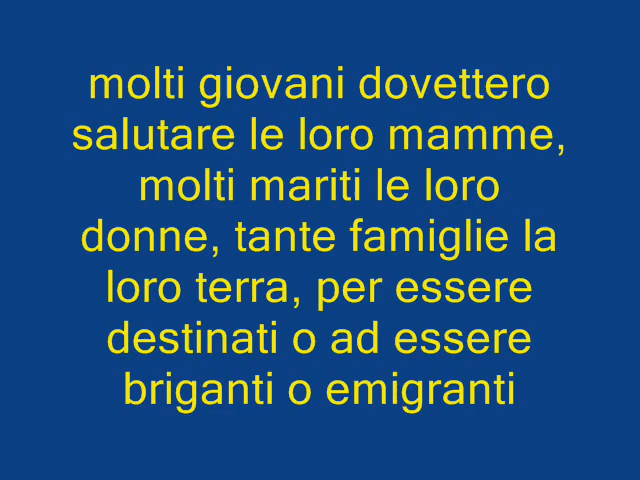 molti giovani dovettero
salutare le loro mamme,
molti mariti le loro
donne, tante famiglie la
loro terra, per essere
destinati o ad essere
briganti o emigranti